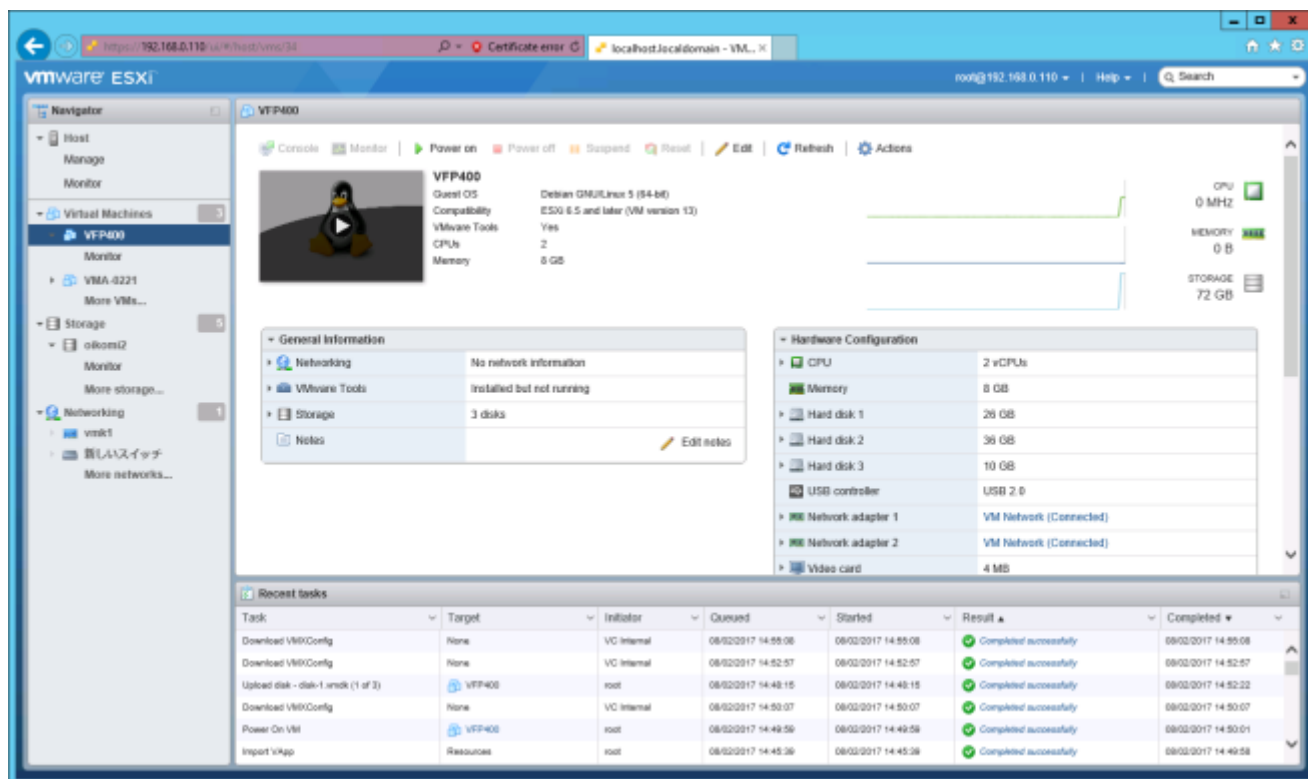 https://192.168.0.110/ui/#/host/vms/34
Certificate error
localhost.localdomain - VM...
vmware ESXi
root@192.168.0.110
Help
Search
Navigator
VFP400
Host
Manage
Monitor
Virtual Machines 3
VFP400
Monitor
VMA-0221
More VMs...
Storage 5
oikomi2
Monitor
More storage...
Networking 1
vmk1
新しいスイッチ
More networks...
Console Monitor Power on Power off Suspend Reset Edit Refresh Actions
VFP400
Guest OS Debian GNU/Linux 5 (64-bit)
Compatibility ESXi 6.5 and later (VM version 13)
VMware Tools Yes
CPUs 2
Memory 8 GB
CPU
0 MHz
MEMORY
0 B
STORAGE
72 GB
General Information
Networking No network information
VMware Tools Installed but not running
Storage 3 disks
Notes Edit notes
Hardware Configuration
CPU 2 vCPUs
Memory 8 GB
Hard disk 1 26 GB
Hard disk 2 36 GB
Hard disk 3 10 GB
USB controller USB 2.0
Network adapter 1 VM Network (Connected)
Network adapter 2 VM Network (Connected)
Video card 4 MB
Recent tasks
Task Target Initiator Queued Started Result Completed
Download VMXConfig None VC Internal 08/02/2017 14:55:08 08/02/2017 14:55:08 Completed successfully 08/02/2017 14:55:08
Download VMXConfig None VC Internal 08/02/2017 14:52:57 08/02/2017 14:52:57 Completed successfully 08/02/2017 14:52:57
Upload disk - disk-1.vmdk (1 of 3) VFP400 root 08/02/2017 14:48:15 08/02/2017 14:48:15 Completed successfully 08/02/2017 14:52:22
Download VMXConfig None VC Internal 08/02/2017 14:50:07 08/02/2017 14:50:07 Completed successfully 08/02/2017 14:50:07
Power On VM VFP400 root 08/02/2017 14:49:59 08/02/2017 14:49:59 Completed successfully 08/02/2017 14:50:01
Import VApp Resources root 08/02/2017 14:45:39 08/02/2017 14:45:39 Completed successfully 08/02/2017 14:49:58